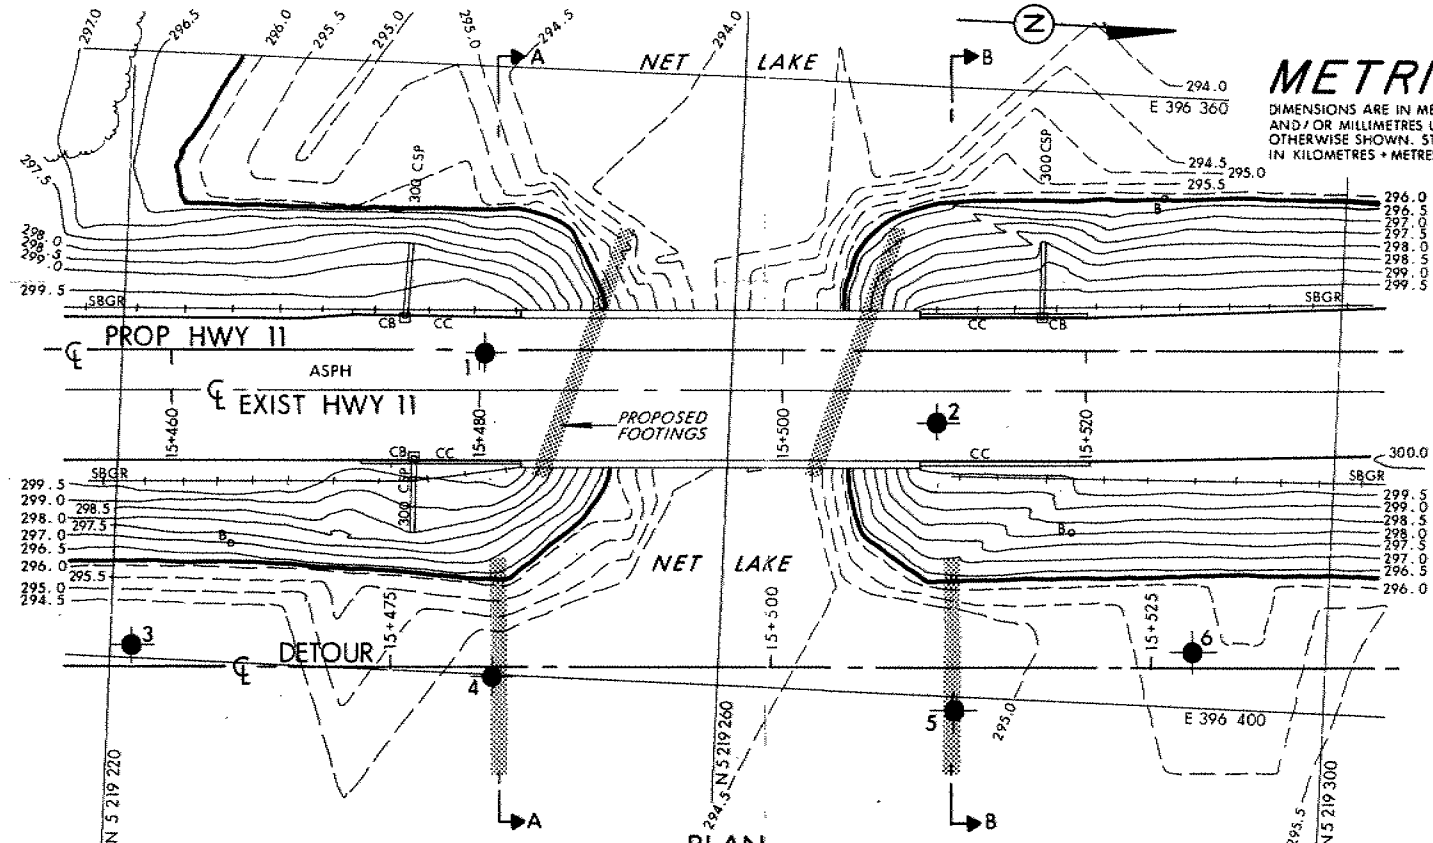 297.0
296.5
296.0
295.5
295.0
295.0
294.5
294.0
A
NET LAKE
N
B
294.0
E 396 360
METRI
DIMENSIONS ARE IN ME
AND / OR MILLIMETRES U
OTHERWISE SHOWN. ST
IN KILOMETRES + METRES
297.5
300 CSP
300 CSP
294.5
295.0
295.5
B
296.0
296.5
297.0
297.5
298.0
298.5
299.0
299.5
298.0
298.5
299.0
299.5
SBGR
SBGR
CB
CC
CC
CB
PROP HWY 11
1
ASPH
EXIST HWY 11
15+460
15+480
PROPOSED
FOOTINGS
15+500
2
15+520
CB
CC
CC
300.0
SBGR
SBGR
299.5
299.0
298.5
298.0
297.5
297.0
296.5
296.0
295.5
295.0
294.5
300 CSP
B
B
299.5
299.0
298.5
298.0
297.5
297.0
296.5
296.0
NET LAKE
3
DETOUR
15+475
15+500
15+525
6
4
5
295.0
E 396 400
N 5 219 220
N 5 219 260
N 5 219 300
294.5
295.5
A
B
PLAN